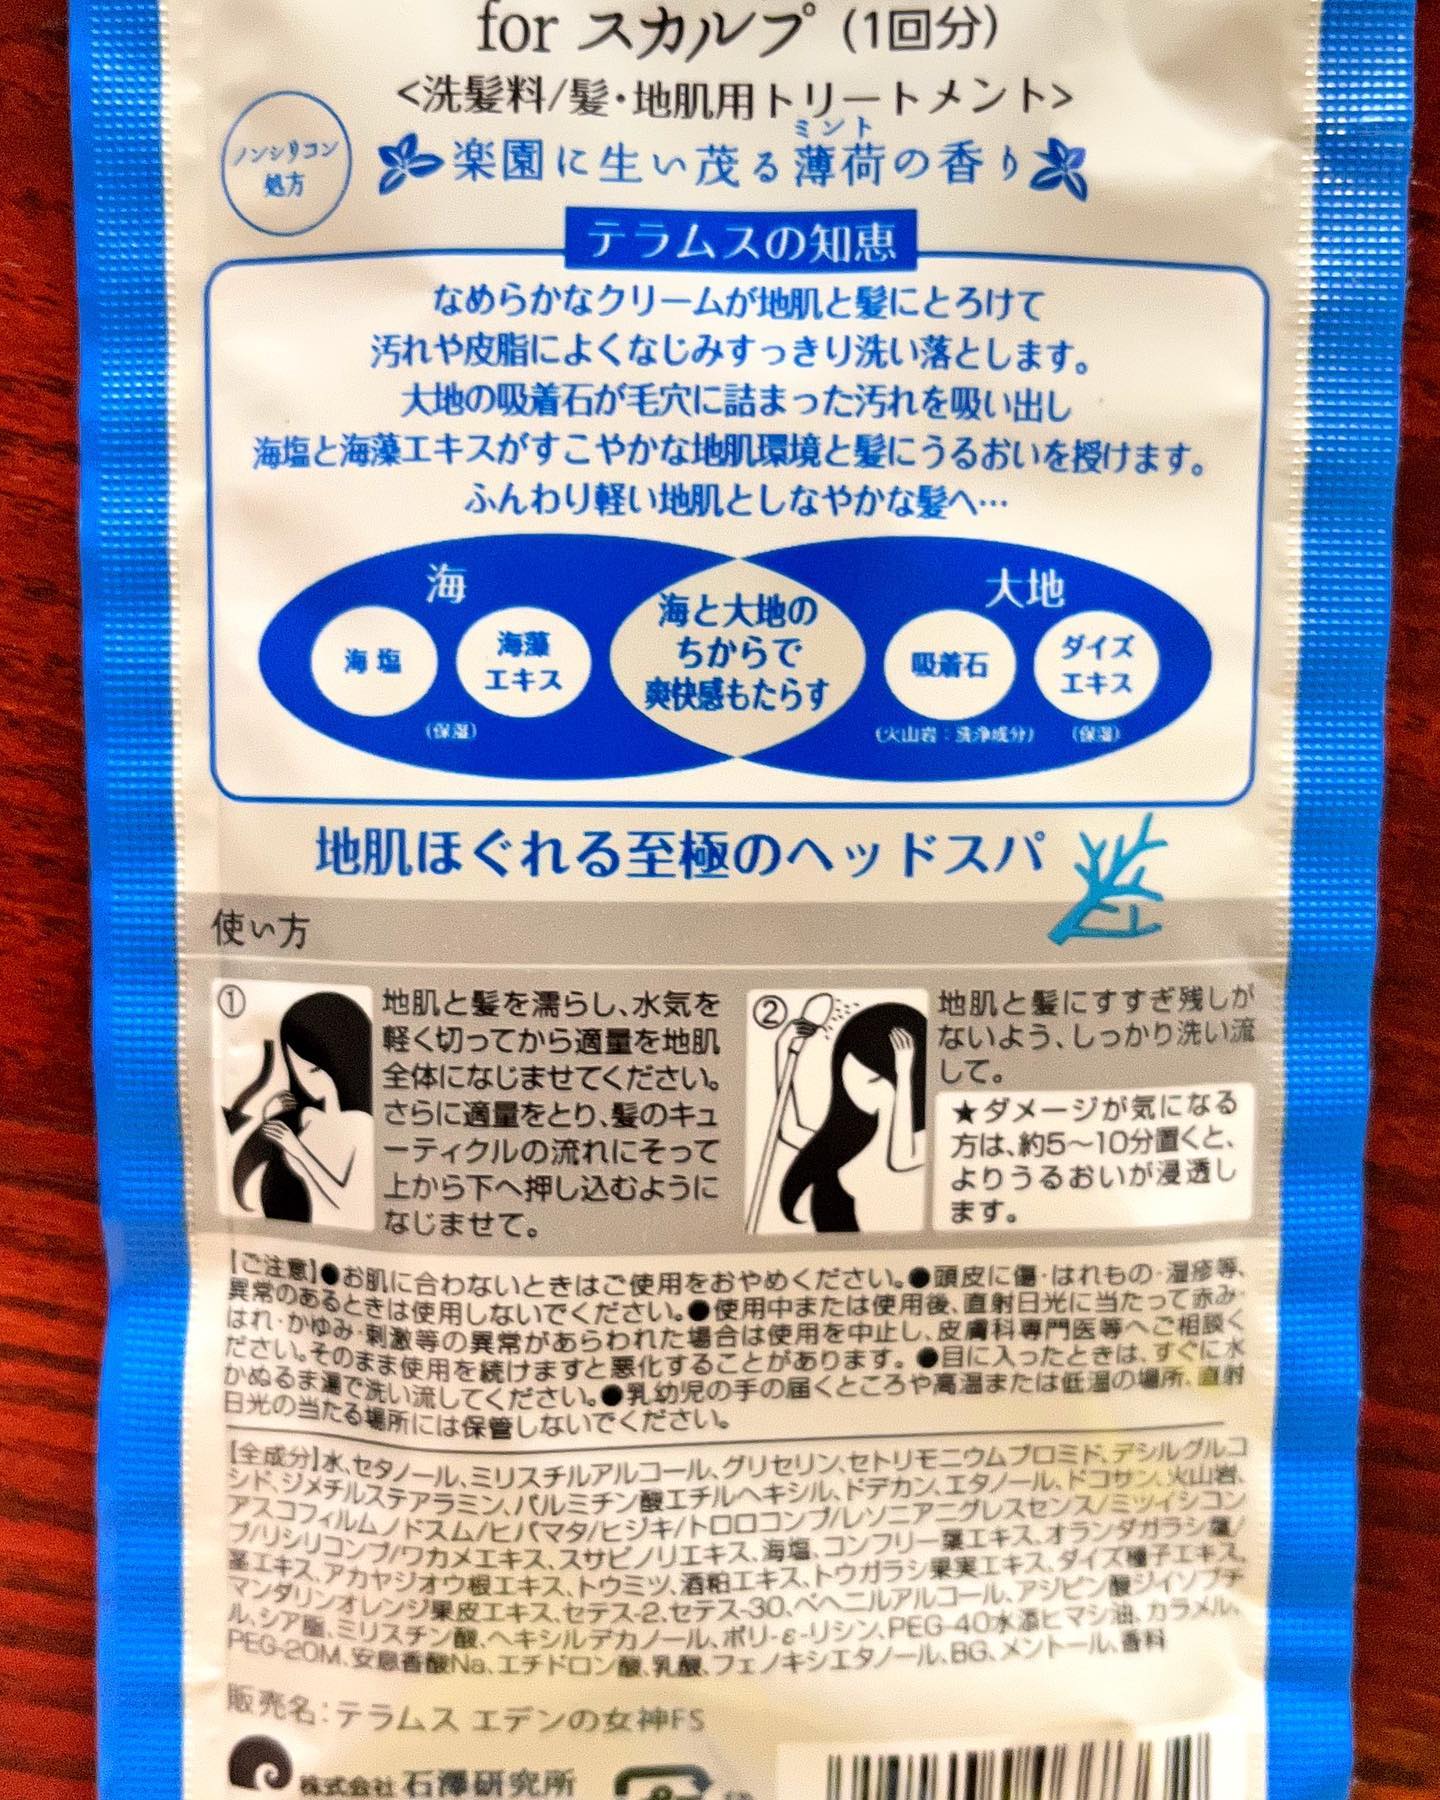 for スカルプ (1回分)
<洗髪料/髪・地肌用トリートメント>
ノンシリコン
処方
ミント
楽園に生い茂る薄荷の香り
テラムスの知恵
なめらかなクリームが地肌と髪にとろけて
汚れや皮脂によくなじみすっきり洗い落とします。
大地の吸着石が毛穴に詰まった汚れを吸い出し
海塩と海藻エキスがすこやかな地肌環境と髪にうるおいを授けます。
ふんわり軽い地肌としなやかな髪へ…
海
海塩
海藻
エキス
(保湿)
海と大地の
ちからで
爽快感もたらす
大地
吸着石
(火山岩:洗浄成分)
ダイズ
エキス
(保湿)
地肌ほぐれる至極のヘッドスパ
使い方
①
地肌と髪を濡らし、水気を
軽く切ってから適量を地肌
全体になじませてください。
さらに適量をとり、髪のキュ
ーティクルの流れにそって
上から下へ押し込むように
なじませて。
②
地肌と髪にすすぎ残しが
ないよう、しっかり洗い流
して。
★ダメージが気になる
方は、約5〜10分置くと、
よりうるおいが浸透し
ます。
【ご注意】●お肌に合わないときはご使用をおやめください。●頭皮に傷・はれもの・湿疹等、
異常のあるときは使用しないでください。●使用中または使用後、直射日光に当たって赤み・
はれ・かゆみ・刺激等の異常があらわれた場合は使用を中止し、皮膚科専門医等へご相談く
ださい。そのまま使用を続けますと悪化することがあります。●目に入ったときは、すぐに水
かぬるま湯で洗い流してください。●乳幼児の手の届くところや高温または低温の場所、直射
日光の当たる場所には保管しないでください。
【全成分】水、セタノール、ミリスチルアルコール、グリセリン、セトリモニウムブロミド、デシルグルコ
シド、ジメチルステアラミン、パルミチン酸エチルヘキシル、ドデカン、エタノール、ドコサン、火山岩、
アスコフィルムノドスム/ヒバマタ/ヒジキ/トロロコンブ/レソニアニグレスセンス/ミツイシコン
ブ/リシリコンブ/ワカメエキス、スサビノリエキス、海塩、コンフリー葉エキス、オランダガラシ葉/
茎エキス、アカヤジオウ根エキス、トウミツ、酒粕エキス、トウガラシ果実エキス、ダイズ種子エキス、
マンダリンオレンジ果皮エキス、セテス-2、セテス-30、ベヘニルアルコール、アジピン酸ジイソブチ
ル、シア脂、ミリスチン酸、ヘキシルデカノール、ポリ-ε-リシン、PEG-40水添ヒマシ油、カラメル、
PEG-20M、安息香酸Na、エチドロン酸、乳酸、フェノキシエタノール、BG、メントール、香料
販売名:テラムス エデンの女神FS
株式会社 石澤研究所